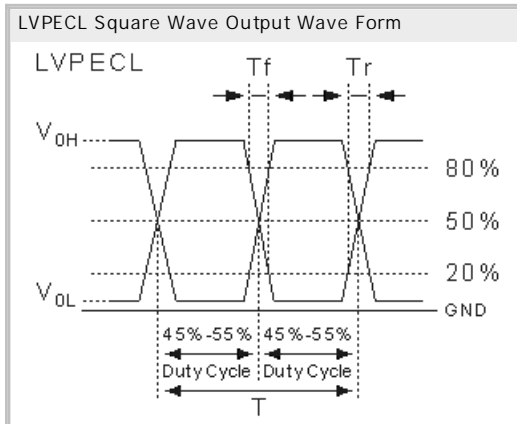 LVPECL Square Wave Output Wave Form
LVPECL
Tf
Tr
V0H
80%
50%
20%
V0L
GND
45%-55% 45%-55%
Duty Cycle Duty Cycle
T